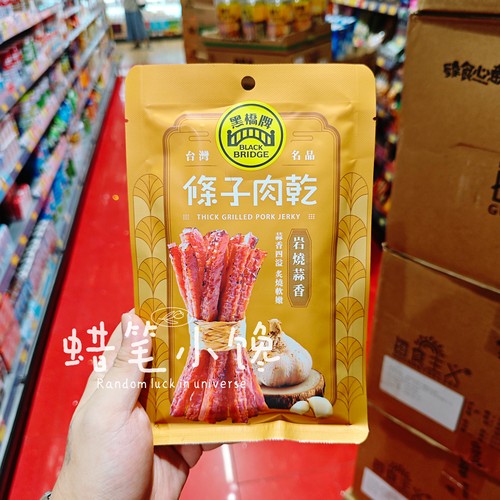 黑橋牌
BLACK
BRIDGE
台灣
名品
條子肉乾
THICK GRILLED PORK JERKY
岩燒蒜香
蒜香四溢 炙燒軟嫩
蜡笔小馋
Random luck in universe